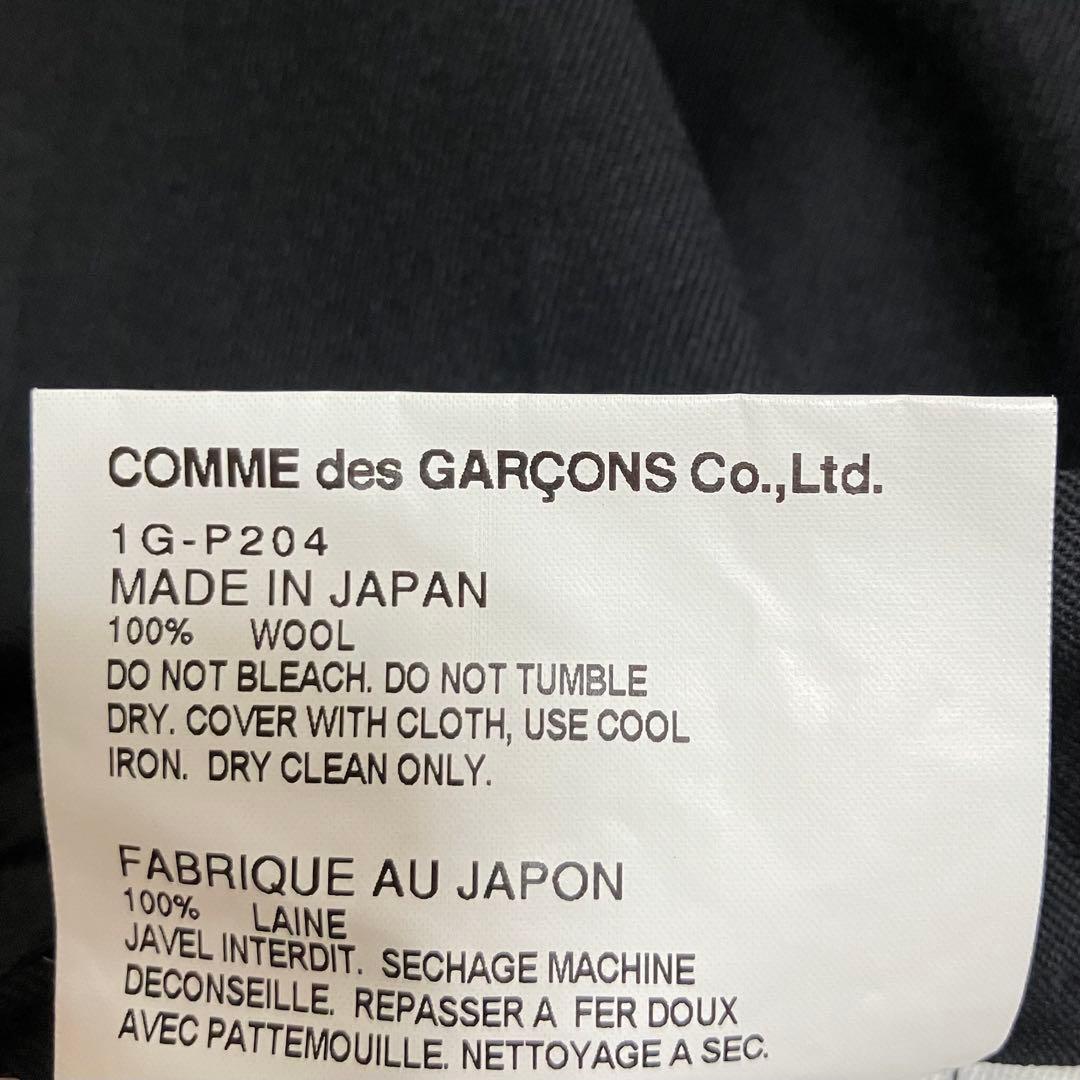 COMME des GARÇONS Co.,Ltd.
1G-P204
MADE IN JAPAN
100% WOOL
DO NOT BLEACH. DO NOT TUMBLE
DRY. COVER WITH CLOTH, USE COOL
IRON. DRY CLEAN ONLY.
FABRIQUE AU JAPON
100% LAINE
JAVEL INTERDIT. SECHAGE MACHINE
DECONSEILLE. REPASSER A FER DOUX
AVEC PATTEMOUILLE. NETTOYAGE A SEC.